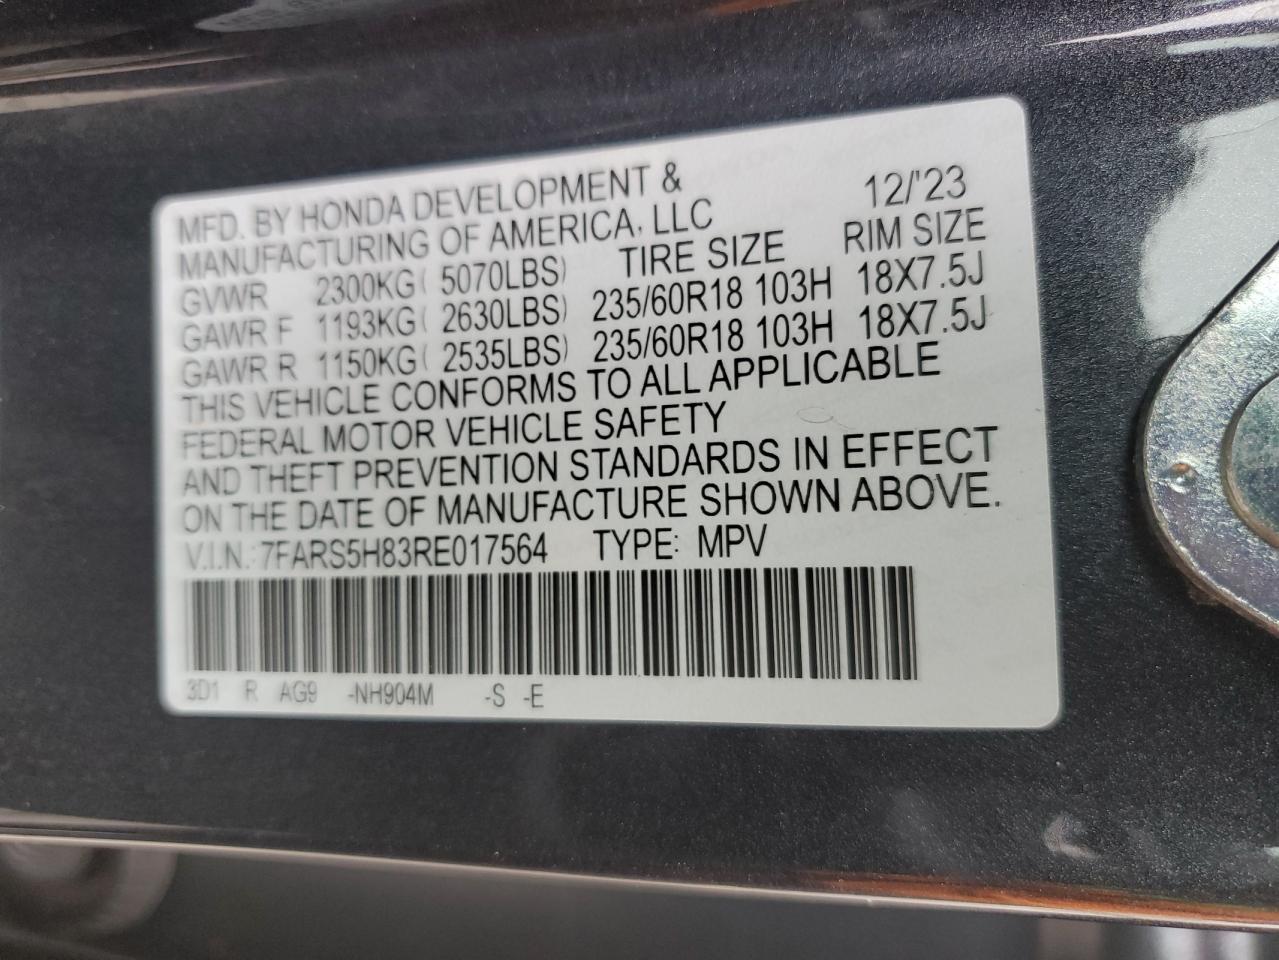 MFD. BY HONDA DEVELOPMENT & 12/'23
MANUFACTURING OF AMERICA, LLC
TIRE SIZE RIM SIZE
GVWR 2300KG( 5070LBS)
GAWR F 1193KG( 2630LBS) 235/60R18 103H 18X7.5J
GAWR R 1150KG( 2535LBS) 235/60R18 103H 18X7.5J
THIS VEHICLE CONFORMS TO ALL APPLICABLE
FEDERAL MOTOR VEHICLE SAFETY
AND THEFT PREVENTION STANDARDS IN EFFECT
ON THE DATE OF MANUFACTURE SHOWN ABOVE.
V.I.N.: 7FARS5H83RE017564 TYPE: MPV
3D1 R AG9 -NH904M -S -E